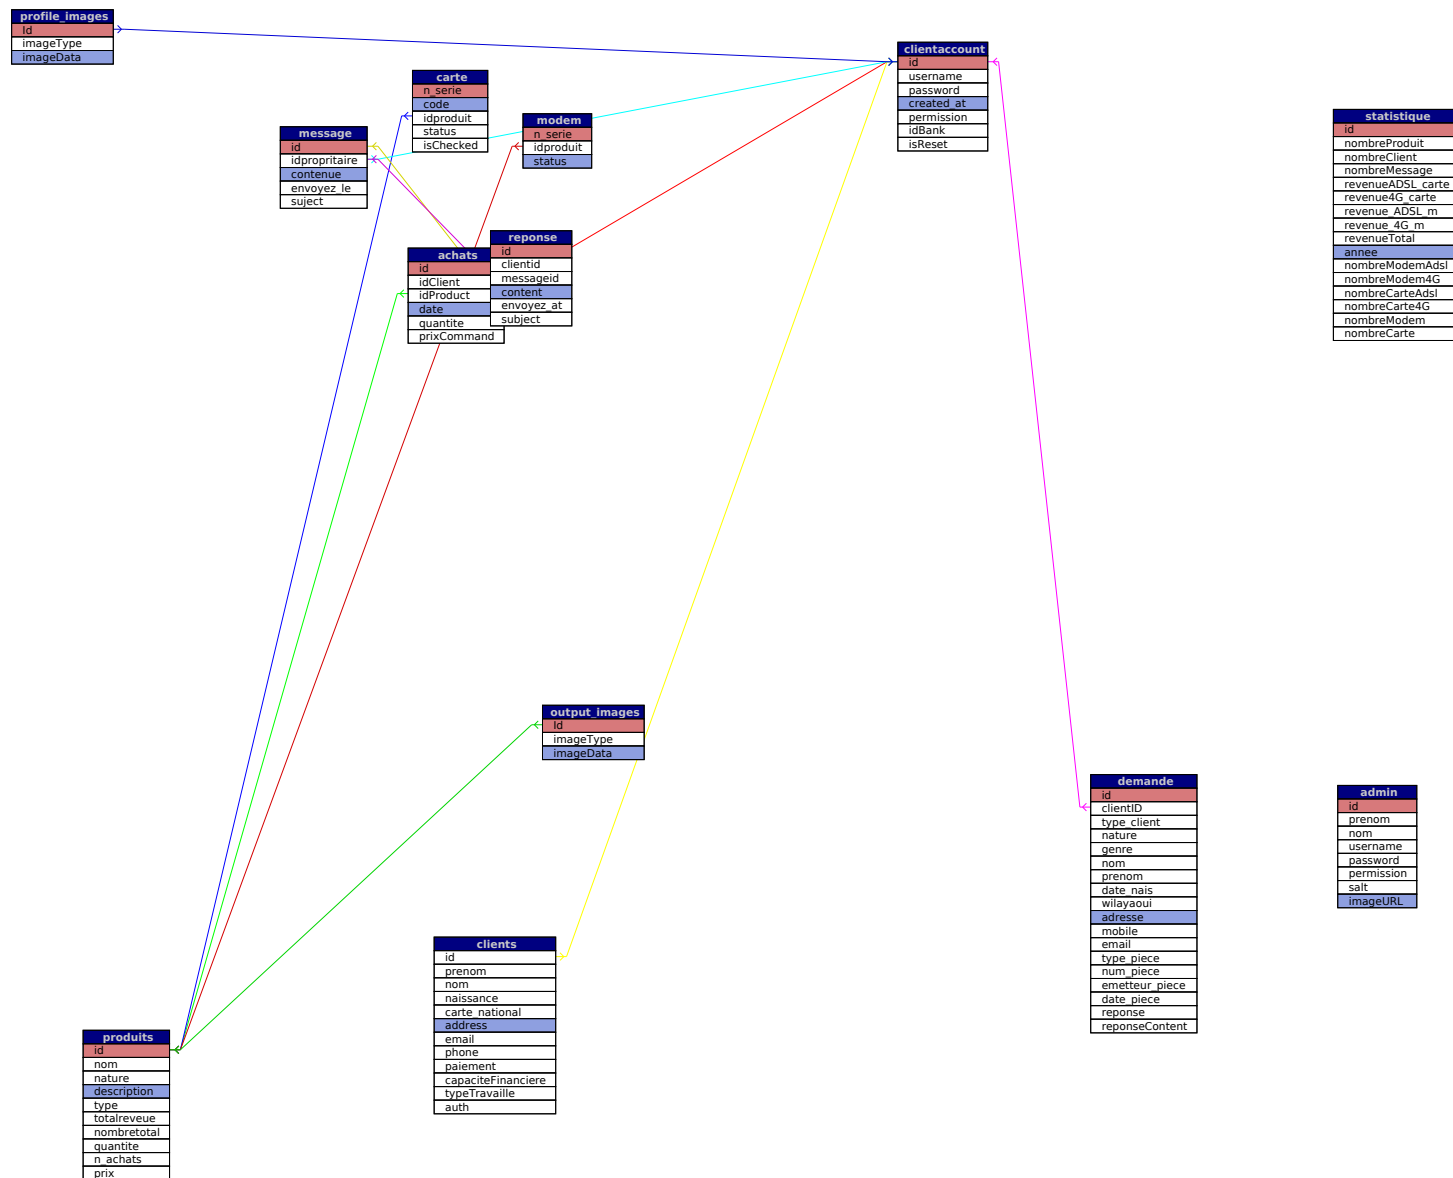 profile_images
Id
imageType
imageData
clientaccount
id
username
password
created_at
permission
idBank
isReset
carte
n_serie
code
idproduit
status
isChecked
modem
n_serie
idproduit
status
message
id
idpropritaire
contenue
envoyez_le
suject
statistique
id
nombreProduit
nombreClient
nombreMessage
revenueADSL_carte
revenue4G_carte
revenue_ADSL_m
revenue_4G_m
revenueTotal
annee
nombreModemAdsl
nombreModem4G
nombreCarteAdsl
nombreCarte4G
nombreModem
nombreCarte
reponse
id
clientid
messageid
content
envoyez_at
subject
achats
id
idClient
idProduct
date
quantite
prixCommand
output_images
Id
imageType
imageData
demande
id
clientID
type_client
nature
genre
nom
prenom
date_nais
wilayaoui
adresse
mobile
email
type_piece
num_piece
emetteur_piece
date_piece
reponse
reponseContent
admin
id
prenom
nom
username
password
permission
salt
imageURL
clients
id
prenom
nom
naissance
carte_national
address
email
phone
paiement
capaciteFinanciere
typeTravaille
auth
produits
id
nom
nature
description
type
totalreveue
nombretotal
quantite
n_achats
prix